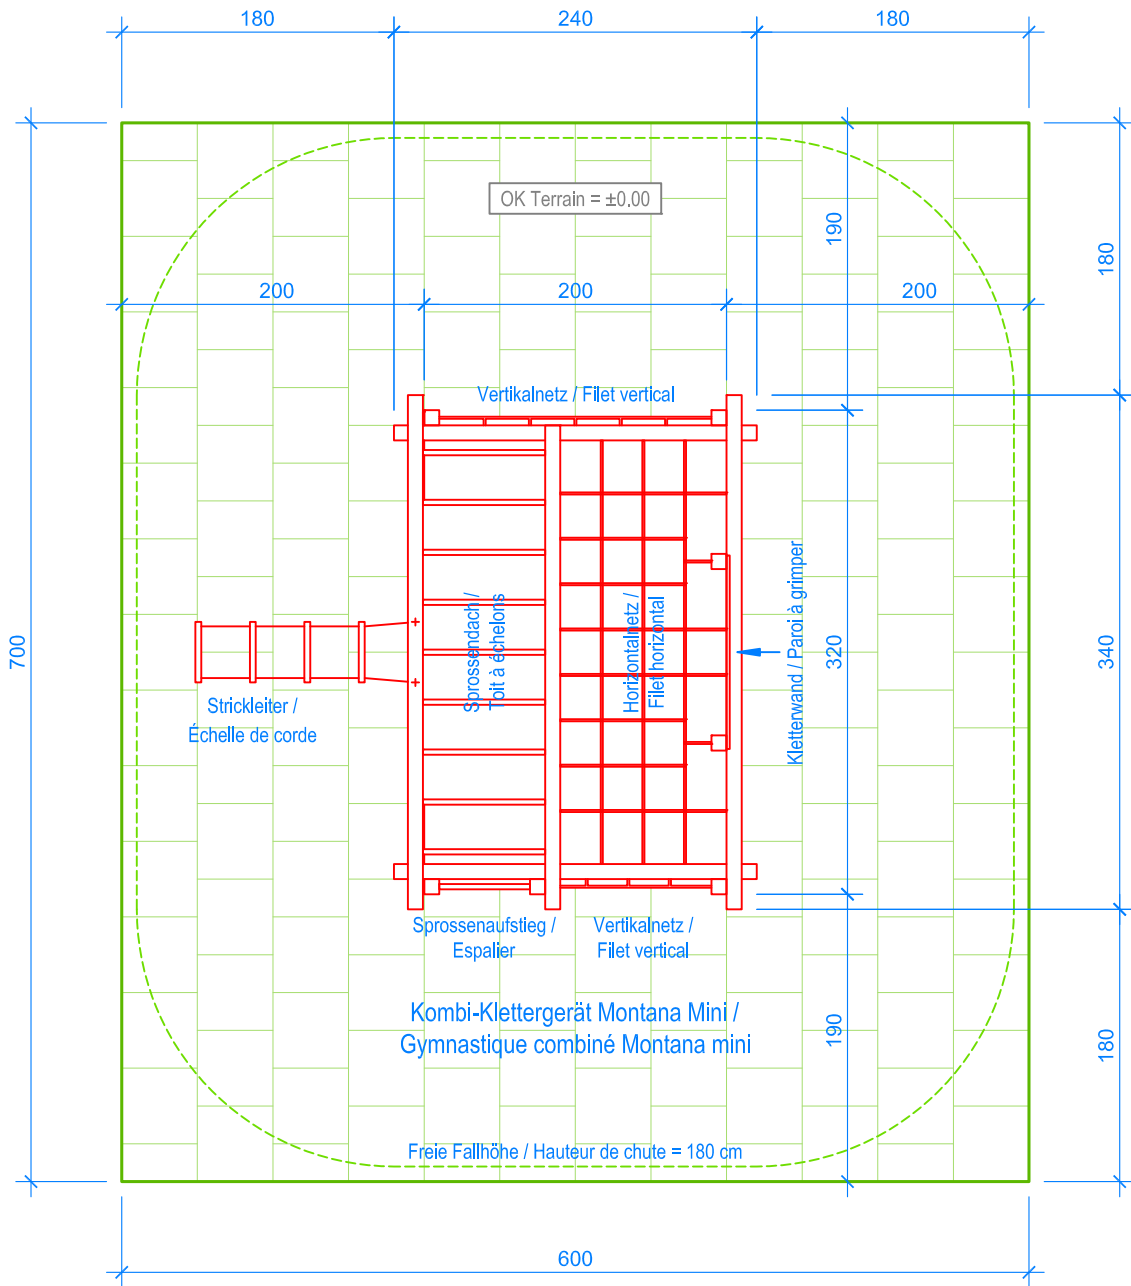 180
240
180
OK Terrain = ±0.00
190
180
200
200
200
Vertikalnetz / Filet vertical
Sprossendach /
Toit à échelons
Horizontalnetz /
Filet horizontal
Kletterwand / Paroi à grimper
700
320
340
Strickleiter /
Échelle de corde
Sprossenaufstieg /
Espalier
Vertikalnetz /
Filet vertical
Kombi-Klettergerät Montana Mini /
Gymnastique combiné Montana mini
190
180
Freie Fallhöhe / Hauteur de chute = 180 cm
600